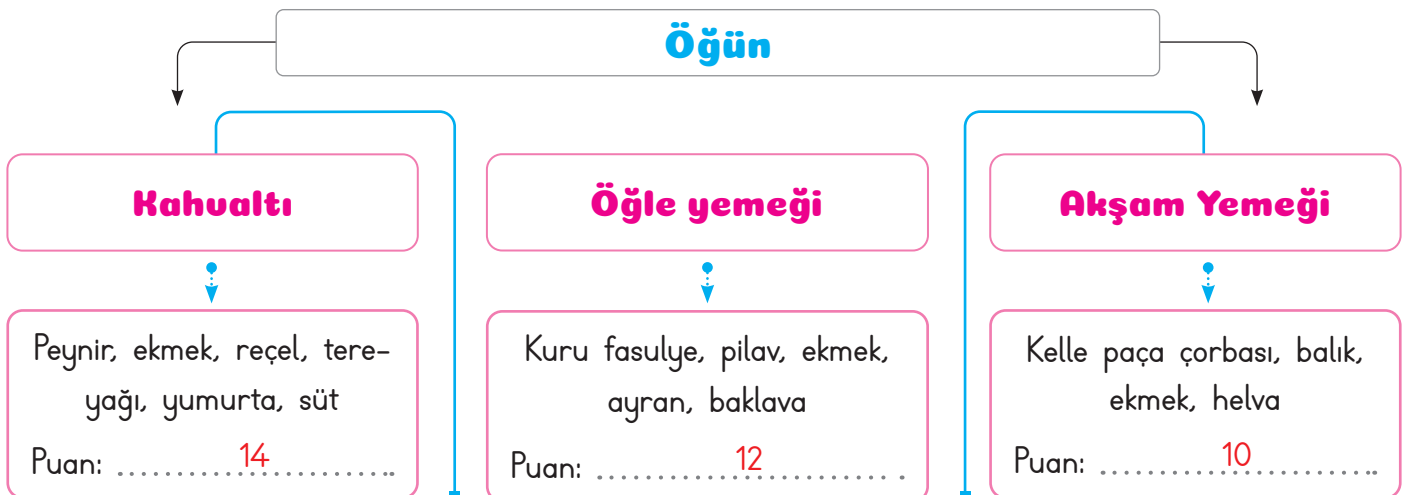 Öğün
Kahvaltı
Öğle yemeği
Akşam Yemeği
Peynir, ekmek, reçel, tere-
yağı, yumurta, süt
Puan: 14
Kuru fasulye, pilav, ekmek,
ayran, baklava
Puan: 12
Kelle paça çorbası, balık,
ekmek, helva
Puan: 10